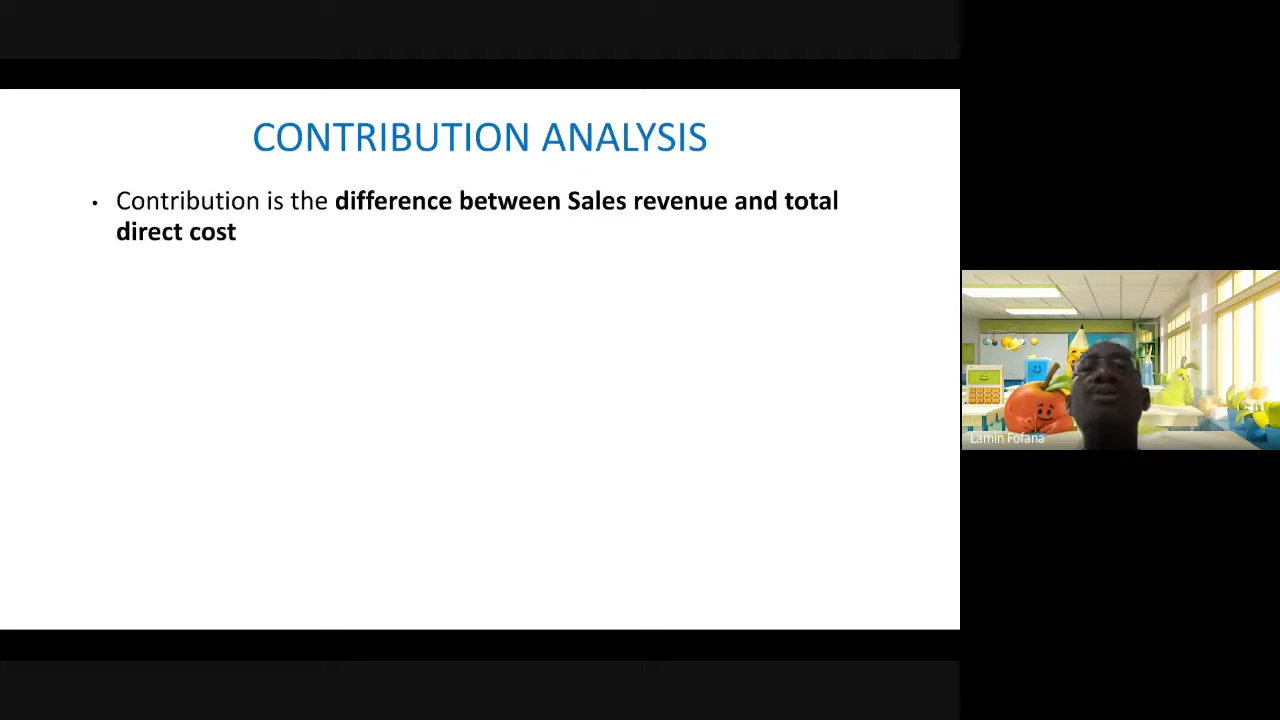 CONTRIBUTION ANALYSIS
• Contribution is the difference between Sales revenue and total
direct cost
Lamin Fofana